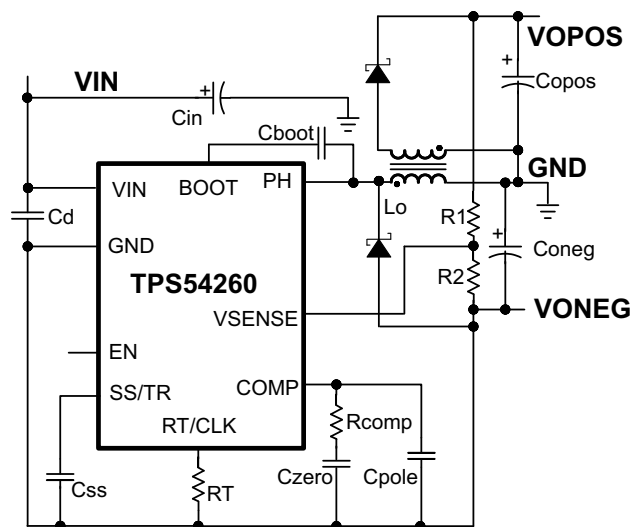 VOPOS
VIN
+
+
Copos
Cin
Cboot
GND
VIN
BOOT
PH
Lo
R1
Cd
+
GND
Coneg
R2
TPS54260
VSENSE
VONEG
EN
SS/TR
COMP
RT/CLK
Rcomp
Css
RT
Czero
Cpole